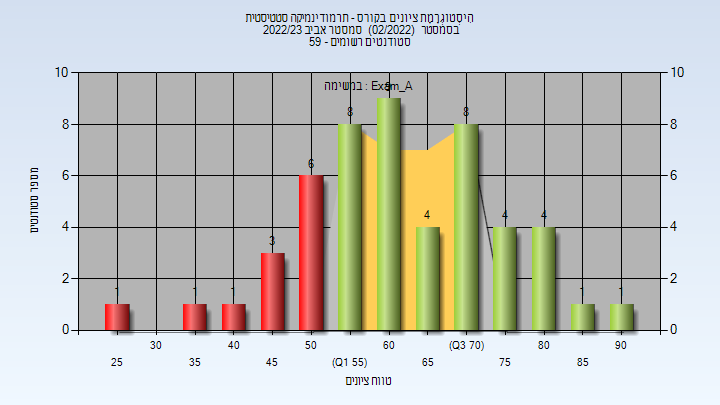 היסטוגרמת ציונים בקורס - תרמודינמיקה סטטיסטית
בסמסטר (02/2022) סמסטר אביב 2022/23
סטודנטים רשומים - 59
במשימה : Exam_A
10 10
8 8
6 6
4 4
2 2
0 0
1 1 1 3 6 8 9 4 8 4 4 1 1
מספר סטודנטים
30 40 50 60 (Q3 70) 80 90
25 35 45 (Q1 55) 65 75 85
טווח ציונים